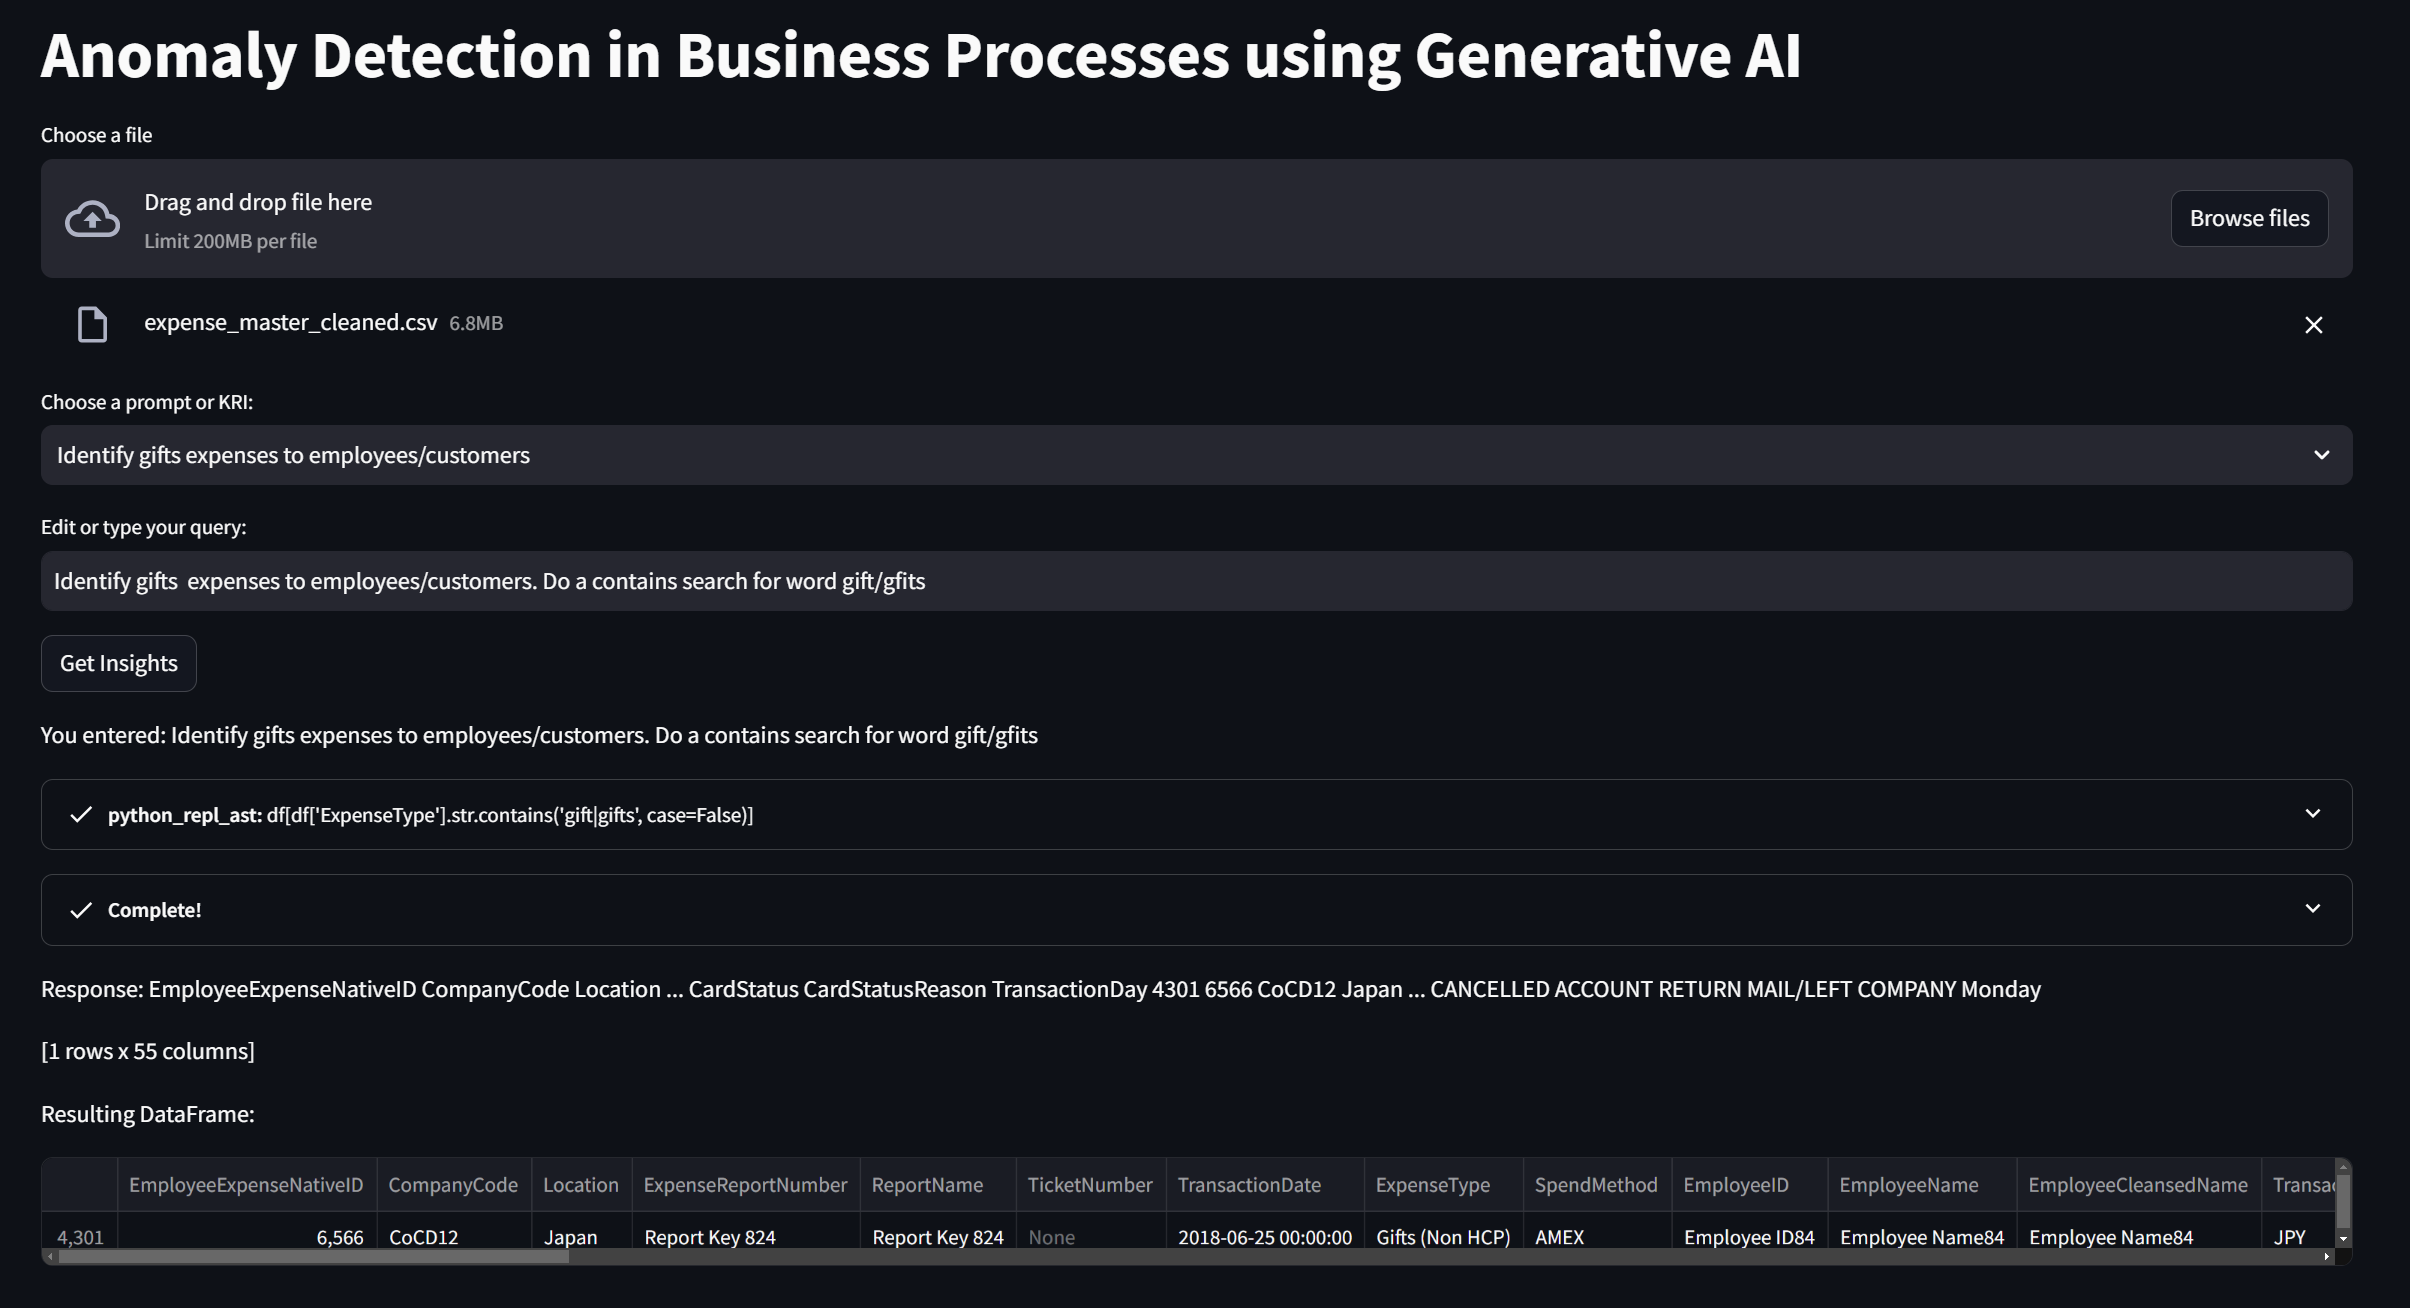 Anomaly Detection in Business Processes using Generative AI
Choose a file
Drag and drop file here
Limit 200MB per file
Browse files
expense_master_cleaned.csv 6.8MB
Choose a prompt or KRI:
Identify gifts expenses to employees/customers
Edit or type your query:
Identify gifts  expenses to employees/customers. Do a contains search for word gift/gfits
Get Insights
You entered: Identify gifts expenses to employees/customers. Do a contains search for word gift/gfits
python_repl_ast: df[df['ExpenseType'].str.contains('gift|gifts', case=False)]
Complete!
Response: EmployeeExpenseNativeID CompanyCode Location ... CardStatus CardStatusReason TransactionDay 4301 6566 CoCD12 Japan ... CANCELLED ACCOUNT RETURN MAIL/LEFT COMPANY Monday
[1 rows x 55 columns]
Resulting DataFrame:
EmployeeExpenseNativeID CompanyCode Location ExpenseReportNumber ReportName TicketNumber TransactionDate ExpenseType SpendMethod EmployeeID EmployeeName EmployeeCleansedName Transac
4,301 6,566 CoCD12 Japan Report Key 824 Report Key 824 None 2018-06-25 00:00:00 Gifts (Non HCP) AMEX Employee ID84 Employee Name84 Employee Name84 JPY